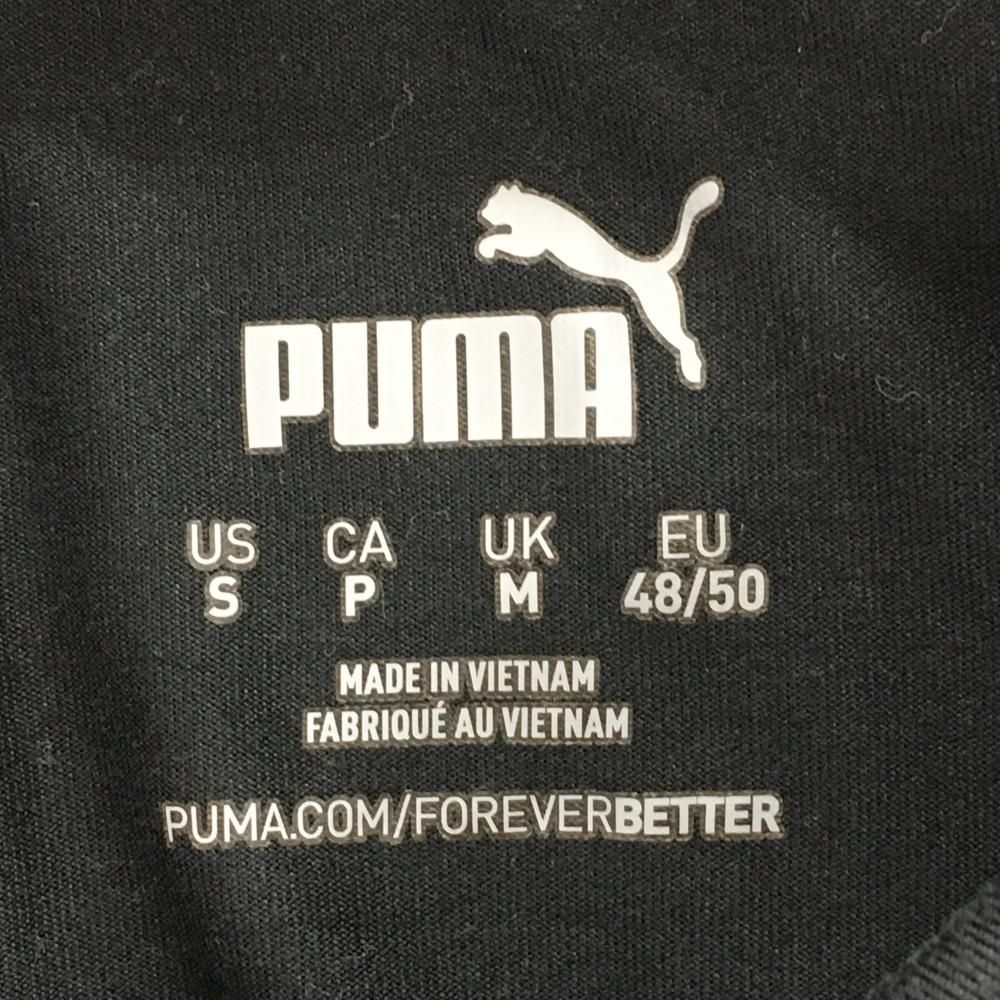 PUMA
US CA UK EU
S P M 48/50
MADE IN VIETNAM
FABRIQUÉ AU VIETNAM
PUMA.COM/FOREVERBETTER